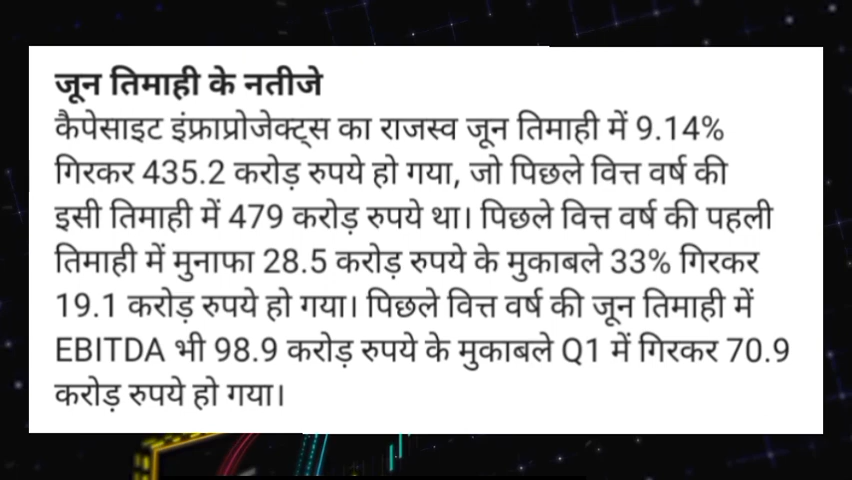 जून तिमाही के नतीजे
कैपेसाइट इंफ्राप्रोजेक्ट्स का राजस्व जून तिमाही में 9.14%
गिरकर 435.2 करोड़ रुपये हो गया, जो पिछले वित्त वर्ष की
इसी तिमाही में 479 करोड़ रुपये था। पिछले वित्त वर्ष की पहली
तिमाही में मुनाफा 28.5 करोड़ रुपये के मुकाबले 33% गिरकर
19.1 करोड़ रुपये हो गया। पिछले वित्त वर्ष की जून तिमाही में
EBITDA भी 98.9 करोड़ रुपये के मुकाबले Q1 में गिरकर 70.9
करोड़ रुपये हो गया।